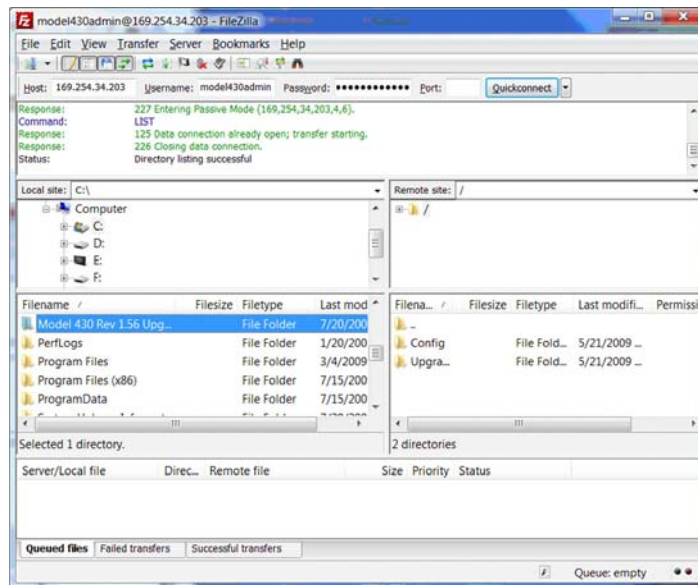 model430admin@169.254.34.203 - FileZilla
File Edit View Transfer Server Bookmarks Help
Host: 169.254.34.203 Username: model430admin Password: •••••••••••• Port: Quickconnect
Response: 227 Entering Passive Mode (169,254,34,203,4,6).
Command: LIST
Response: 125 Data connection already open; transfer starting.
Response: 226 Closing data connection.
Status: Directory listing successful
Local site: C:\
Remote site: /
Computer
C:
D:
E:
F:
/
Filename / Filesize Filetype Last mod
Model 430 Rev 1.56 Upg... File Folder 7/20/200
PerfLogs File Folder 1/20/200
Program Files File Folder 3/4/2009
Program Files (x86) File Folder 7/15/200
ProgramData File Folder 7/15/200
Selected 1 directory.
Filena... / Filesize Filetype Last modifi... Permissi
..
Config File Fold... 5/21/2009 ...
Upgra... File Fold... 5/21/2009 ...
2 directories
Server/Local file Direc... Remote file Size Priority Status
Queued files Failed transfers Successful transfers
Queue: empty